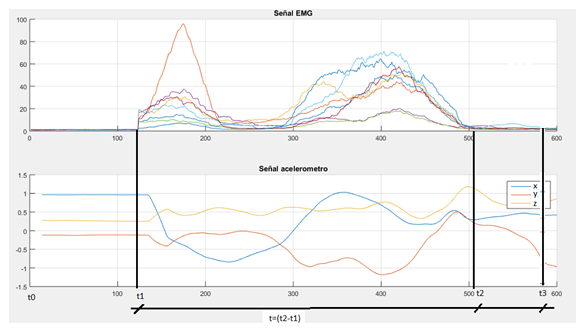 Señal EMG
100
80
60
40
20
0
0 100 200 300 400 500 600
Señal acelerometro
1.5
1
0.5
0
-0.5
-1
-1.5
x
y
z
t0 100 t1 200 300 400 500 t2 t3 600
t=(t2-t1)